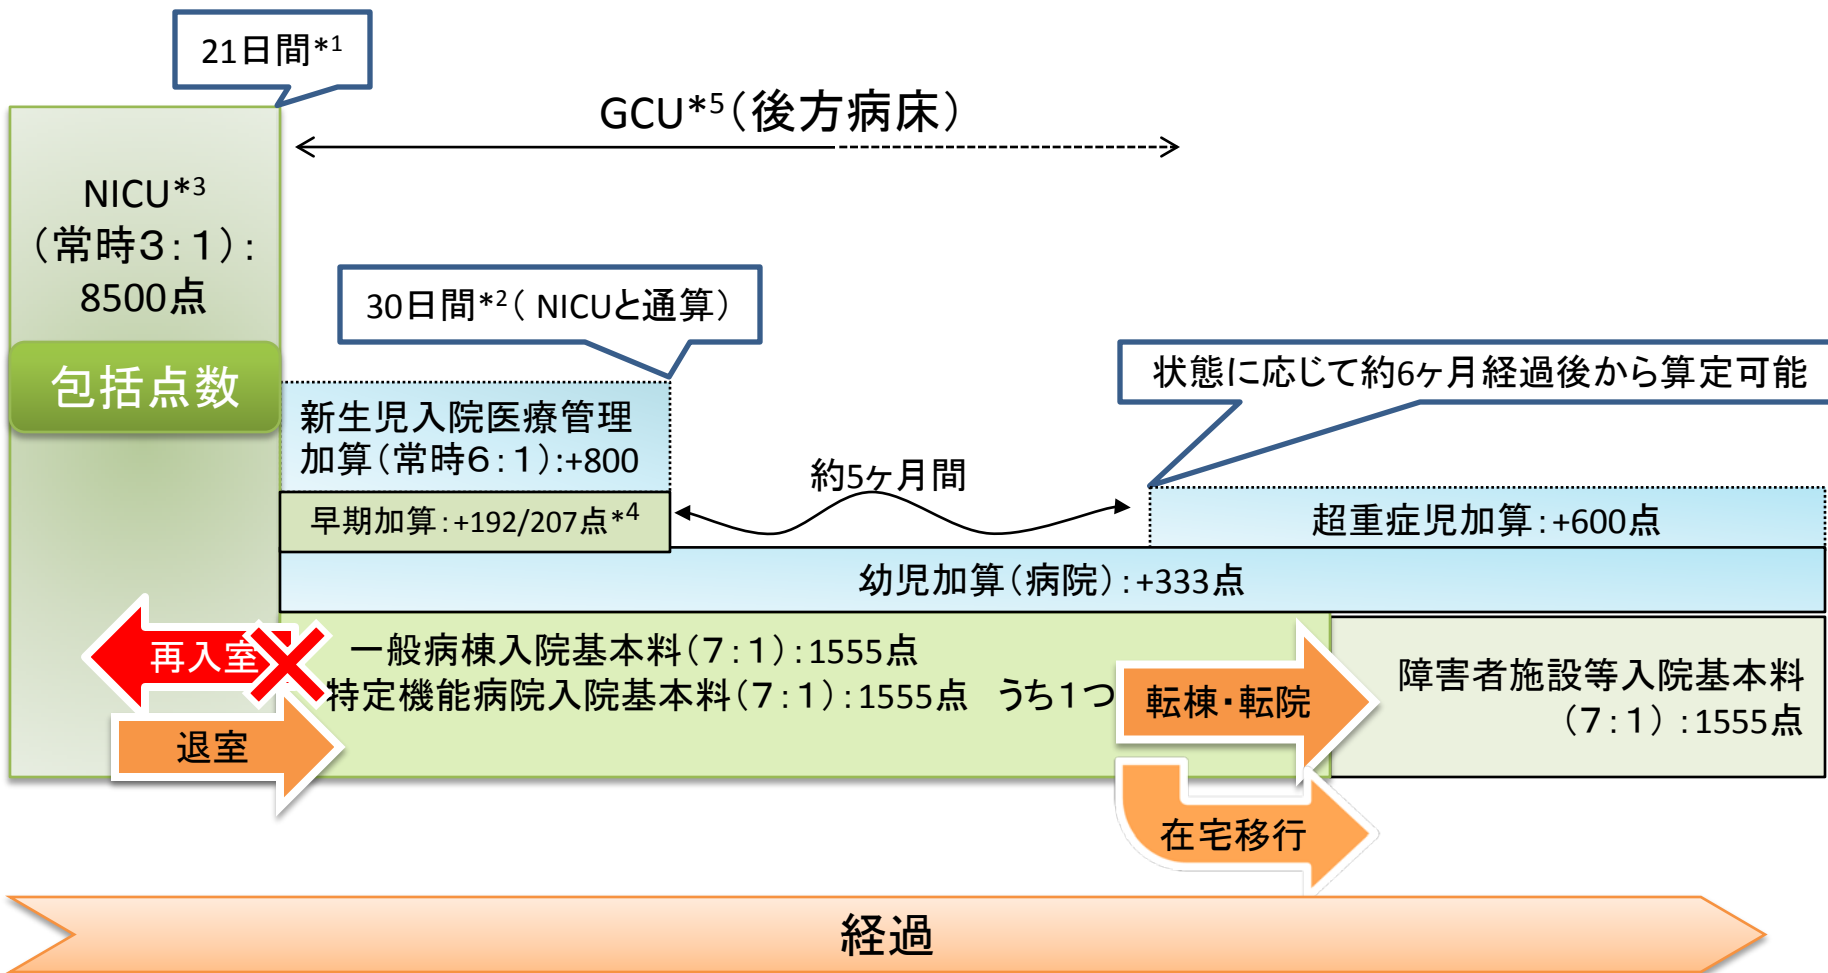 21日間*1
GCU*5(後方病床)
NICU*3
(常時3:1):
8500点
包括点数
30日間*2( NICUと通算)
状態に応じて約6ヶ月経過後から算定可能
新生児入院医療管理
加算(常時6:1):+800
早期加算:+192/207点*4
約5ヶ月間
超重症児加算:+600点
幼児加算(病院):+333点
再入室
退室
一般病棟入院基本料(7:1):1555点
特定機能病院入院基本料(7:1):1555点 うち1つ
転棟・転院
障害者施設等入院基本料
(7:1):1555点
在宅移行
経過